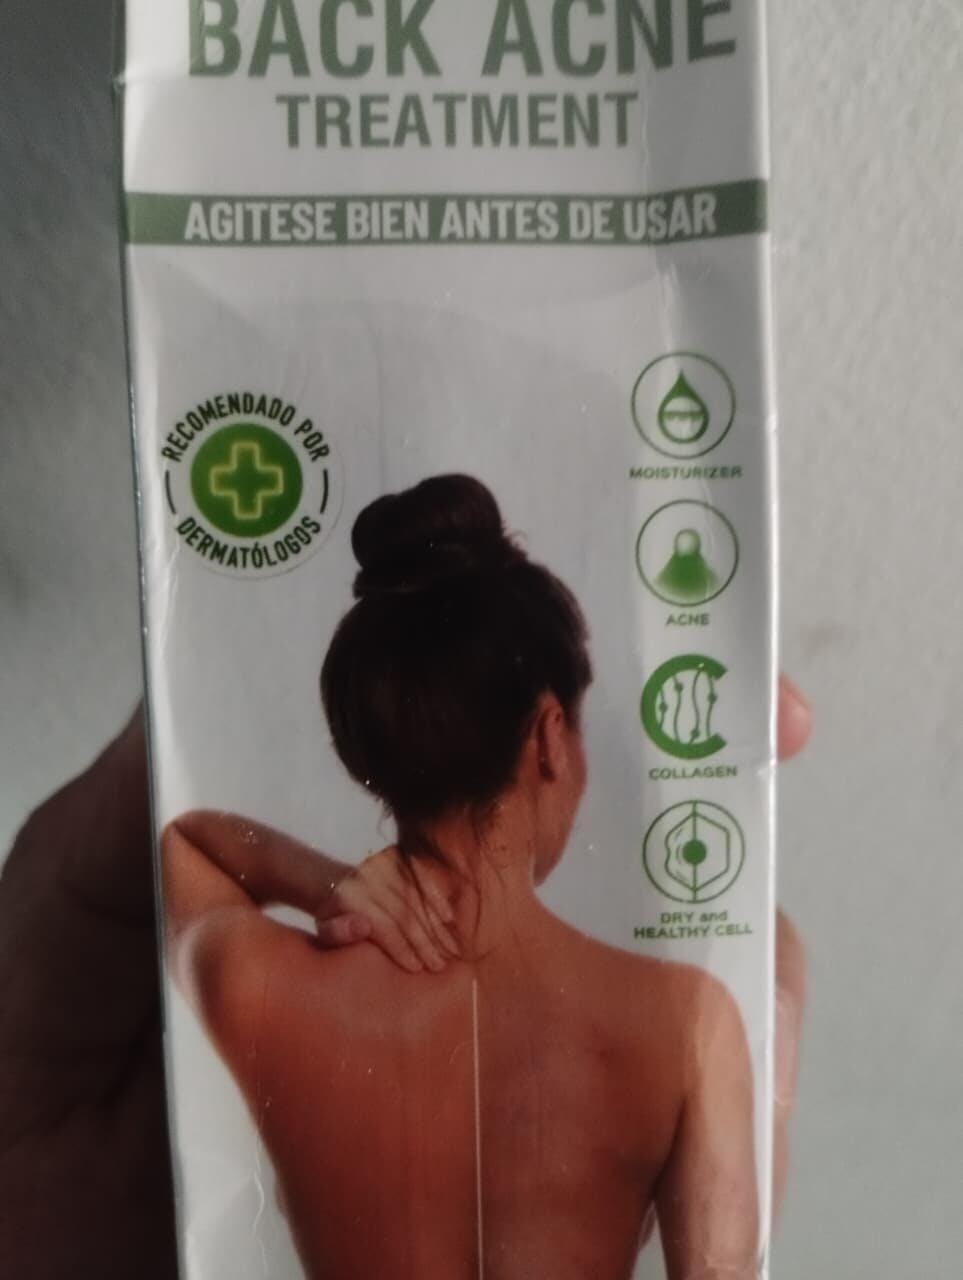 BACK ACNE
TREATMENT
AGITESE BIEN ANTES DE USAR
RECOMENDADO POR
DERMATÓLOGOS
MOISTURIZER
ACNE
COLLAGEN
DRY and
HEALTHY CELL